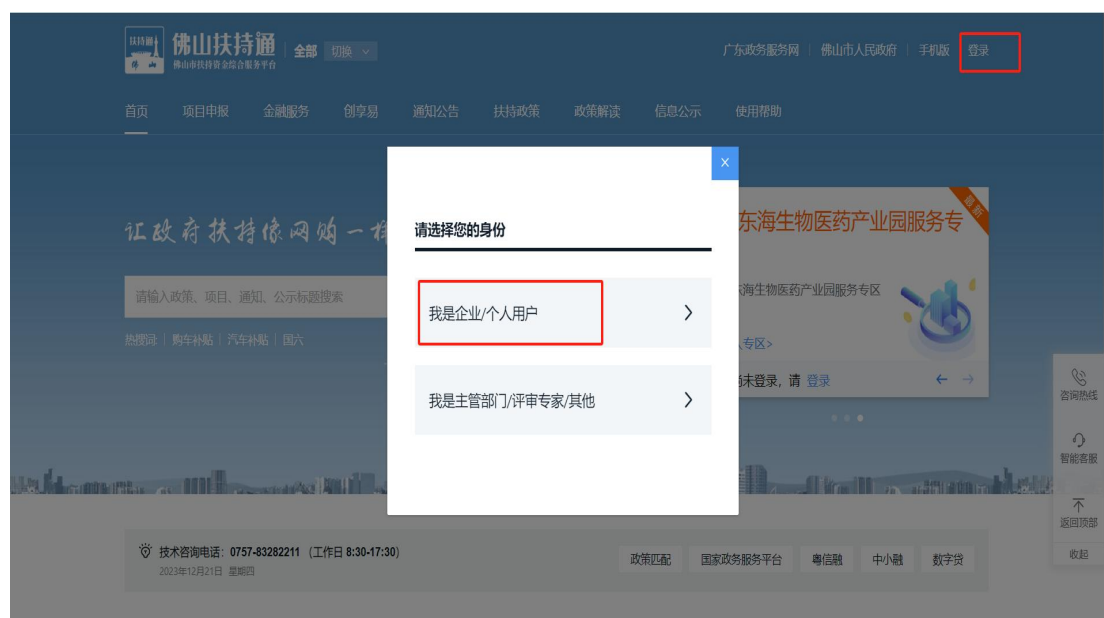 扶持通
佛山
佛山扶持通
佛山市扶持资金综合服务平台
全部 切换
广东政务服务网 佛山市人民政府 手机版 登录
首页 项目申报 金融服务 创享易 通知公告 扶持政策 政策解读 信息公示 使用帮助
让政府扶持像网购一样
请输入政策、项目、通知、公示标题搜索
热搜词 购车补贴 汽车补贴 国六
X
请选择您的身份
我是企业/个人用户
我是主管部门/评审专家/其他
东海生物医药产业园服务专
海生物医药产业园服务专区
专区>
未登录，请 登录
咨询热线
智能客服
返回顶部
收起
技术咨询电话：0757-83282211 （工作日 8:30-17:30）
2023年12月21日 星期四
政策匹配 国家政务服务平台 粤信融 中小融 数字贷